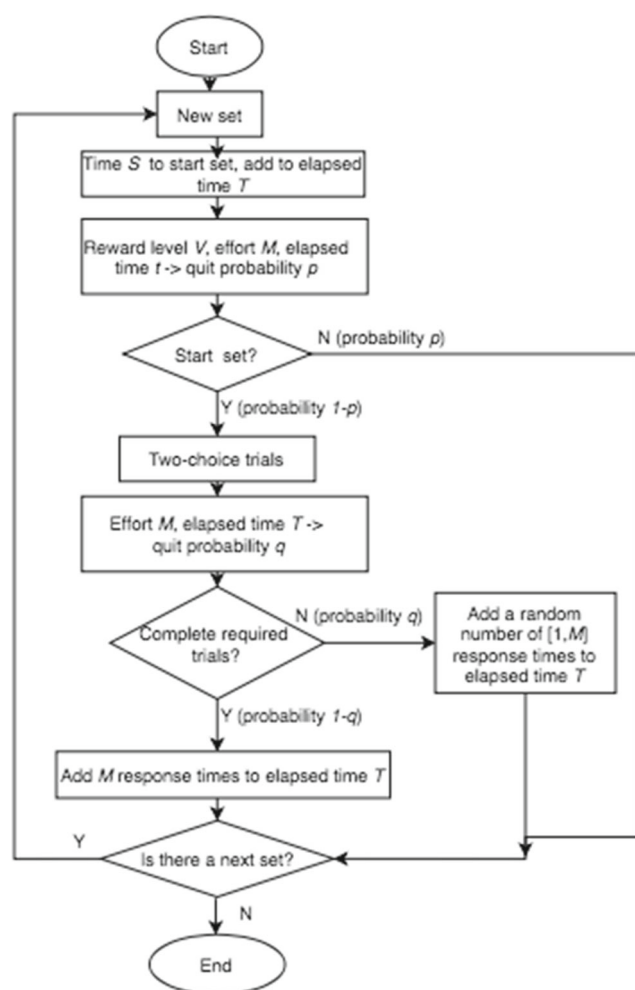 Start
New set
Time S to start set, add to elapsed
time T
Reward level V, effort M, elapsed
time t -> quit probability p
N (probability p)
Start set?
Y (probability 1-p)
Two-choice trials
Effort M, elapsed time T ->
quit probability q
N (probability q)
Complete required
trials?
Add a random
number of [1,M]
response times to
elapsed time T
Y (probability 1-q)
Add M response times to elapsed time T
Y
Is there a next set?
N
End